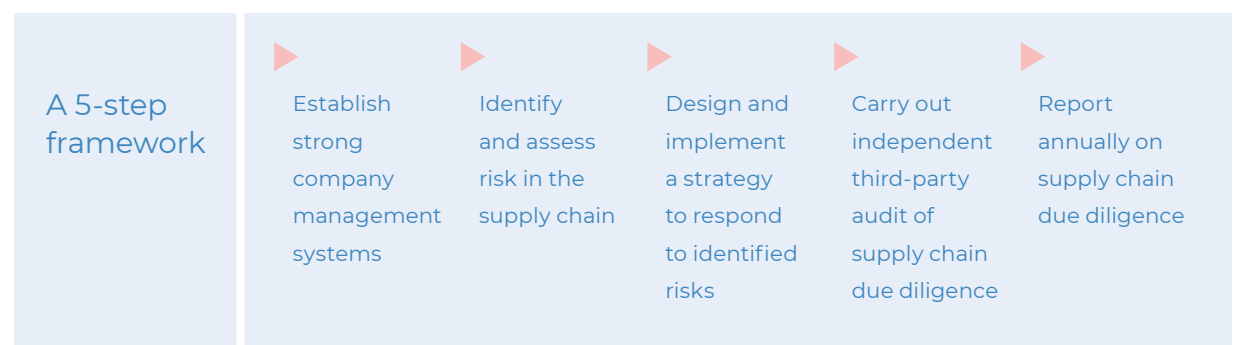 A 5-step
framework
Establish
strong
company
management
systems
Identify
and assess
risk in the
supply chain
Design and
implement
a strategy
to respond
to identified
risks
Carry out
independent
third-party
audit of
supply chain
due diligence
Report
annually on
supply chain
due diligence